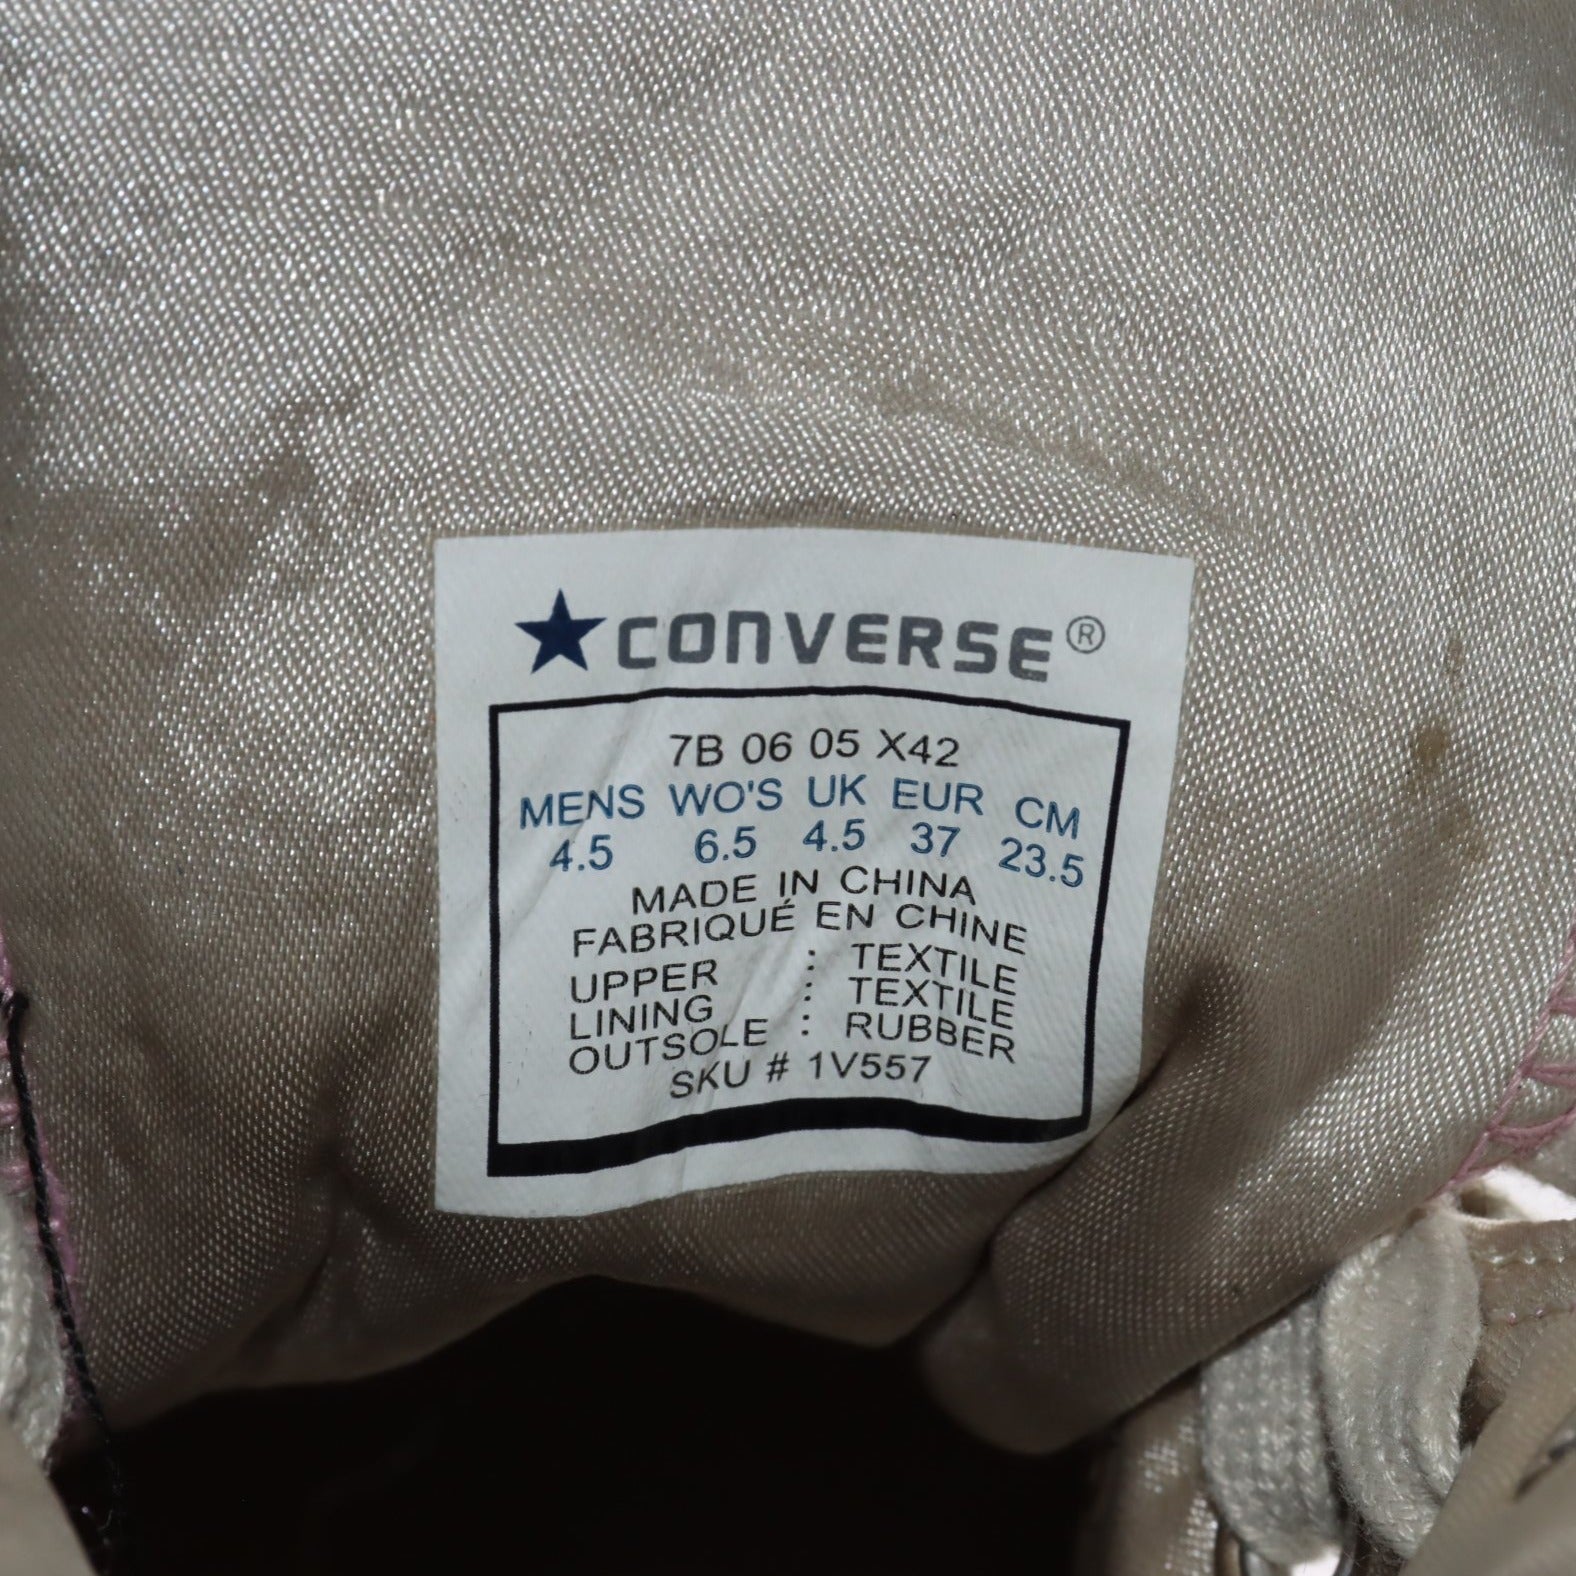 CONVERSE®
7B 06 05 X42
MENS WO'S UK EUR CM
4.5 6.5 4.5 37 23.5
MADE IN CHINA
FABRIQUÉ EN CHINE
UPPER : TEXTILE
LINING : TEXTILE
OUTSOLE : RUBBER
SKU # 1V557